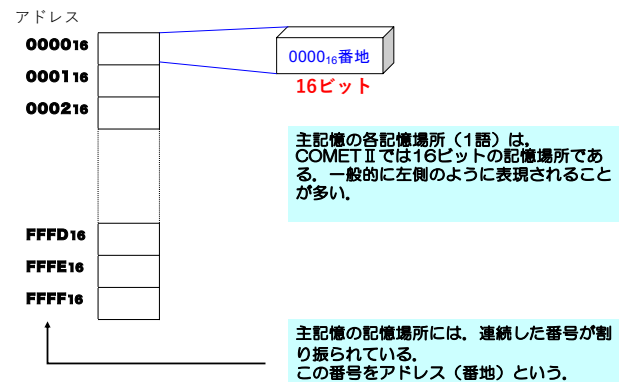 アドレス
000016
000116
000216
000016番地
16ビット
主記憶の各記憶場所（1語）は，
COMETⅡでは16ビットの記憶場所であ
る．一般的に左側のように表現されること
が多い．
FFFD16
FFFE16
FFFF16
主記憶の記憶場所には，連続した番号が割
り振られている．
この番号をアドレス（番地）という．